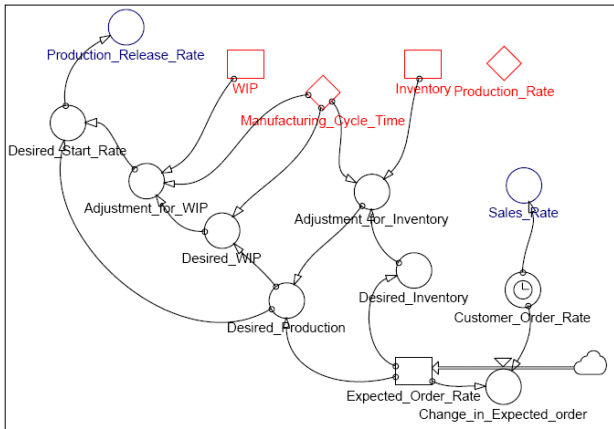 Production_Release_Rate
WIP
Inventory
Production_Rate
Manufacturing_Cycle_Time
Desired_Start_Rate
Adjustment_for_WIP
Adjustment_for_Inventory
Sales_Rate
Desired_WIP
Desired_Inventory
Customer_Order_Rate
Desired_Production
Expected_Order_Rate
Change_in_Expected_order